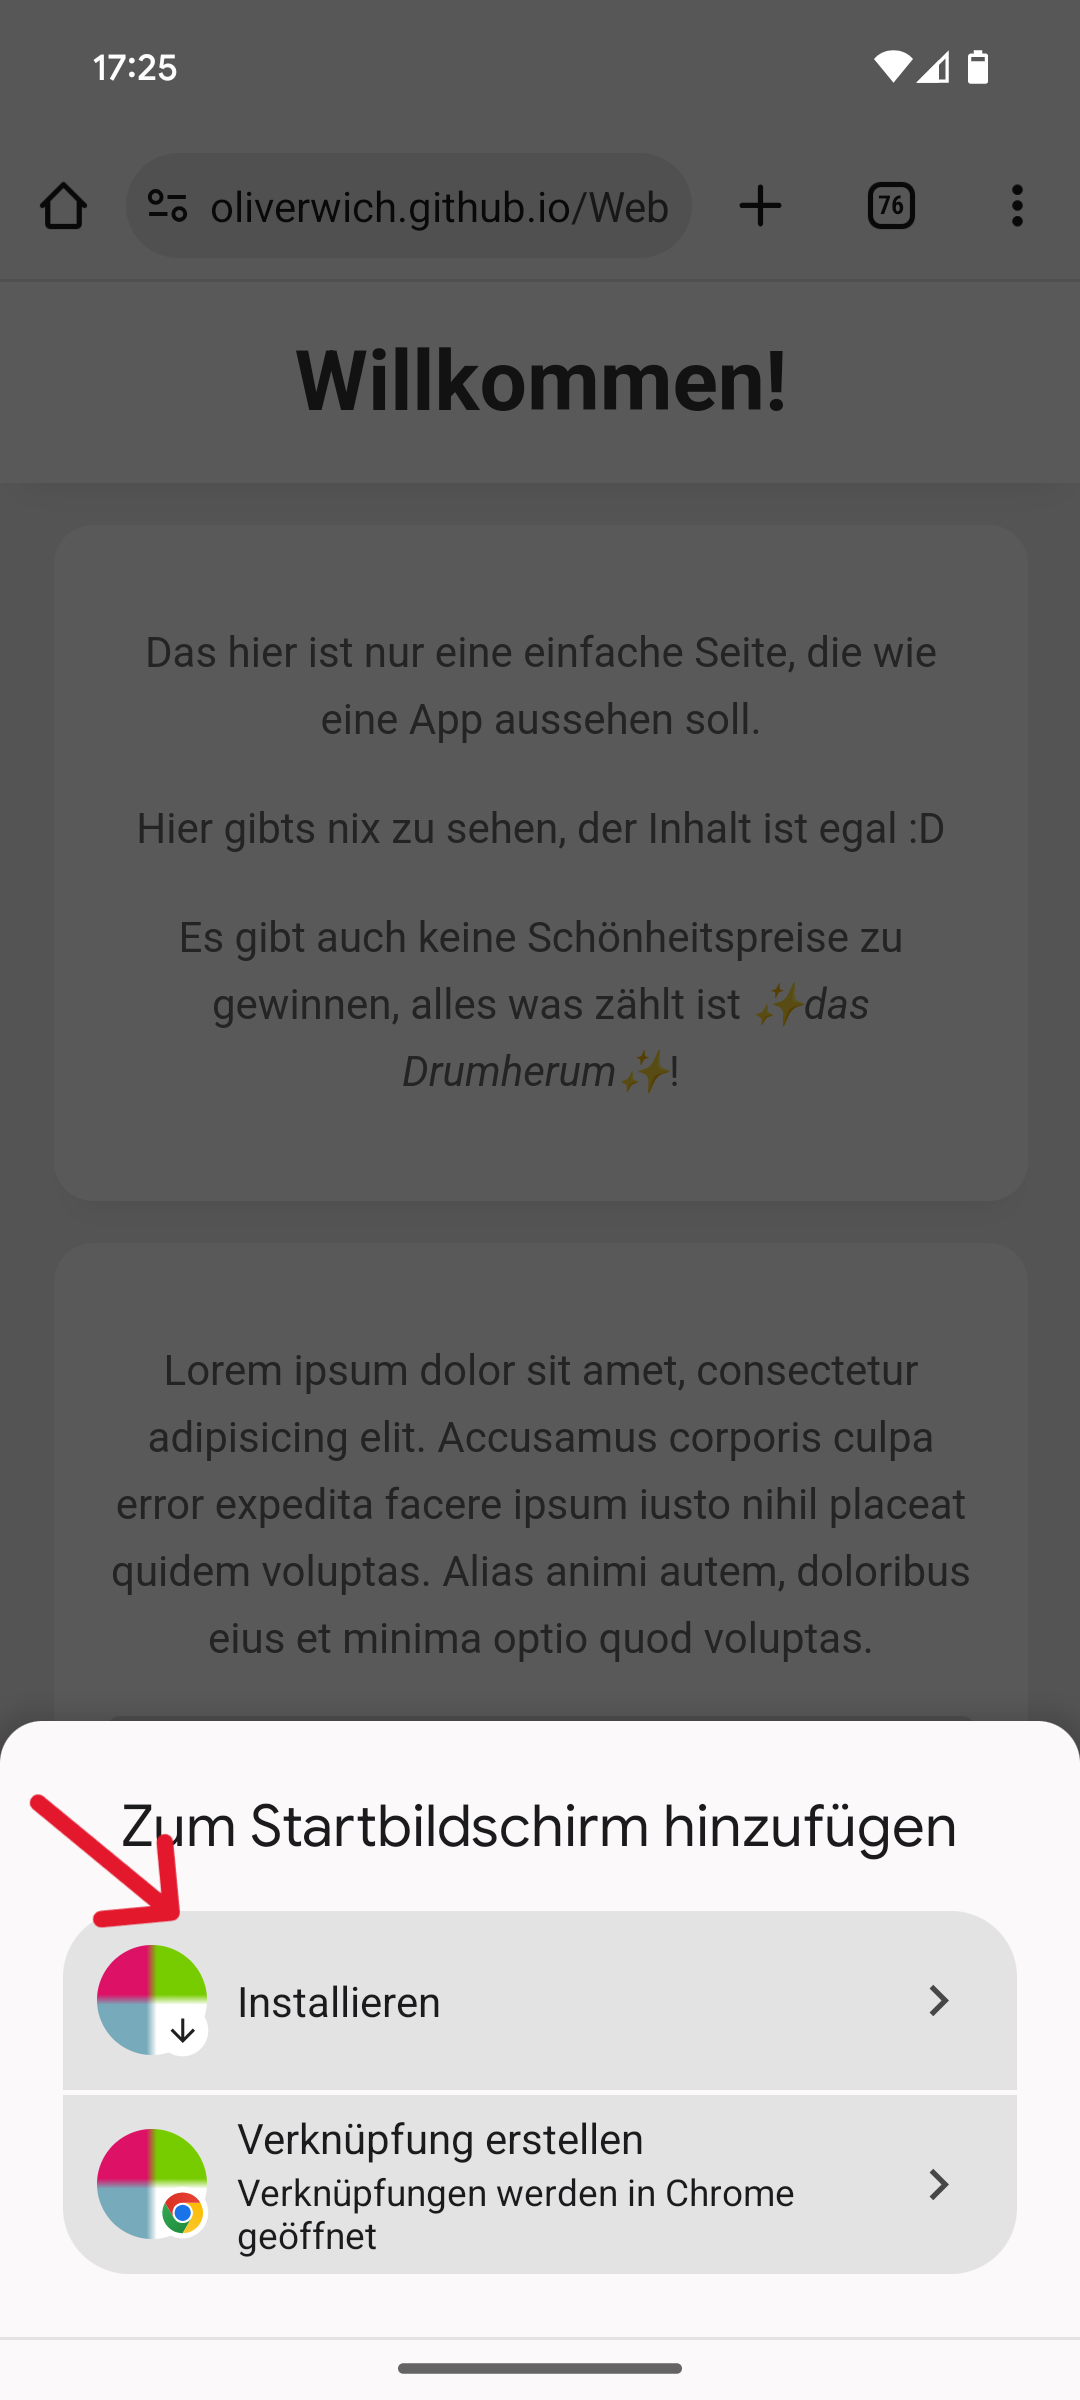 17:25
oliverwich.github.io/Web
76
Willkommen!
Das hier ist nur eine einfache Seite, die wie
eine App aussehen soll.
Hier gibts nix zu sehen, der Inhalt ist egal :D
Es gibt auch keine Schönheitspreise zu
gewinnen, alles was zählt ist ✨das
Drumherum✨!
Lorem ipsum dolor sit amet, consectetur
adipisicing elit. Accusamus corporis culpa
error expedita facere ipsum iusto nihil placeat
quidem voluptas. Alias animi autem, doloribus
eius et minima optio quod voluptas.
Zum Startbildschirm hinzufügen
Installieren
Verknüpfung erstellen
Verknüpfungen werden in Chrome
geöffnet